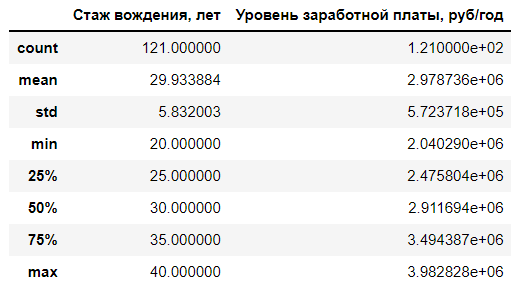 Стаж вождения, лет Уровень заработной платы, руб/год
count 121.000000 1.210000e+02
mean 29.933884 2.978736e+06
std 5.832003 5.723718e+05
min 20.000000 2.040290e+06
25% 25.000000 2.475804e+06
50% 30.000000 2.911694e+06
75% 35.000000 3.494387e+06
max 40.000000 3.982828e+06